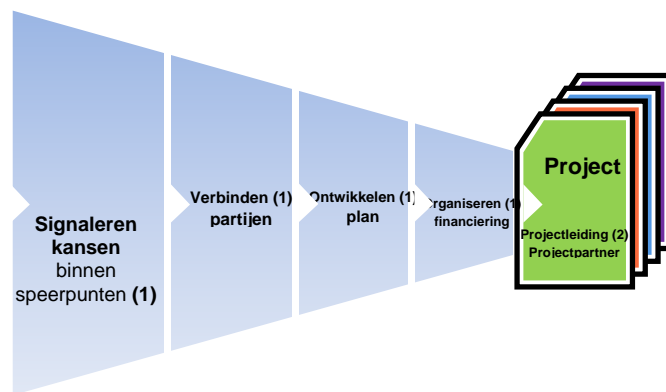 Signaleren
kansen
binnen
speerpunten (1)
Verbinden (1)
partijen
Ontwikkelen (1)
plan
Organiseren (1)
financiering
Project
Projectleiding (2)
Projectpartner